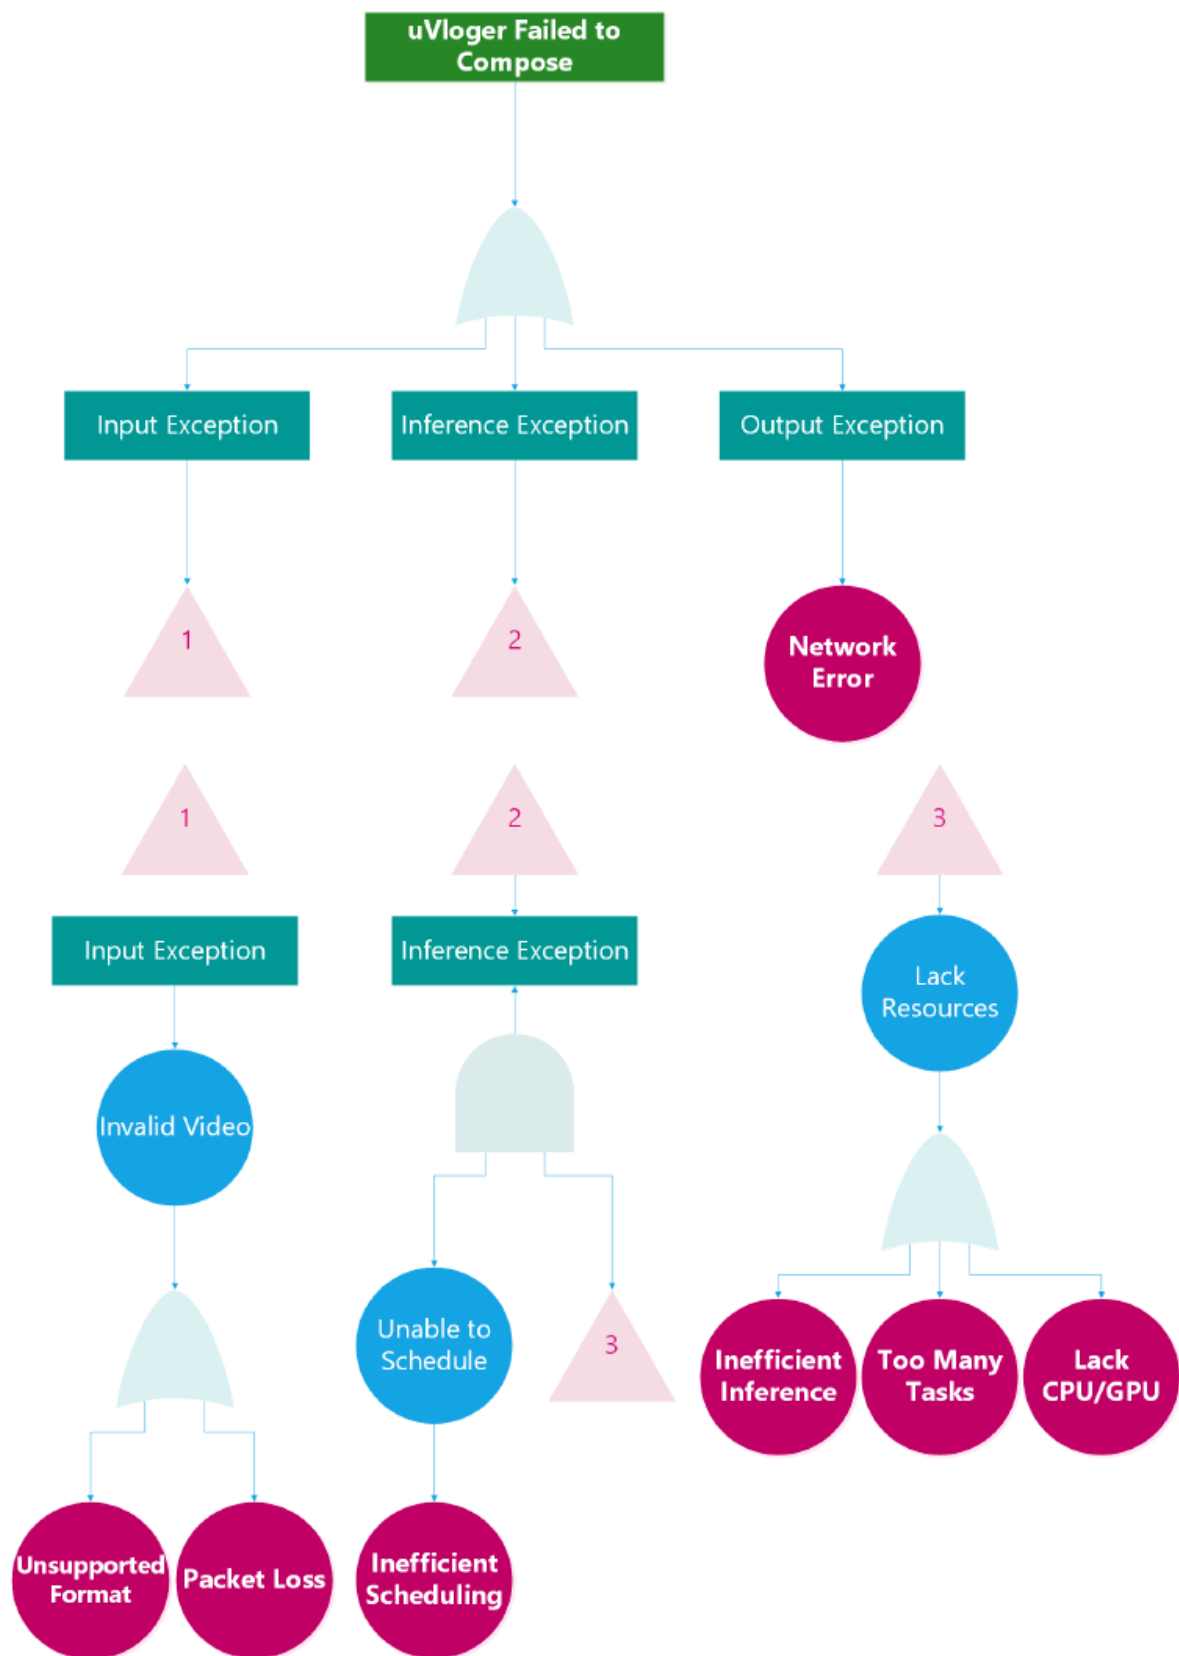 uVloger Failed to
Compose
Input Exception
Inference Exception
Output Exception
1
2
Network
Error
1
2
3
Input Exception
Inference Exception
Lack
Resources
Invalid Video
Unable to
Schedule
3
Inefficient
Inference
Too Many
Tasks
Lack
CPU/GPU
Unsupported
Format
Packet Loss
Inefficient
Scheduling